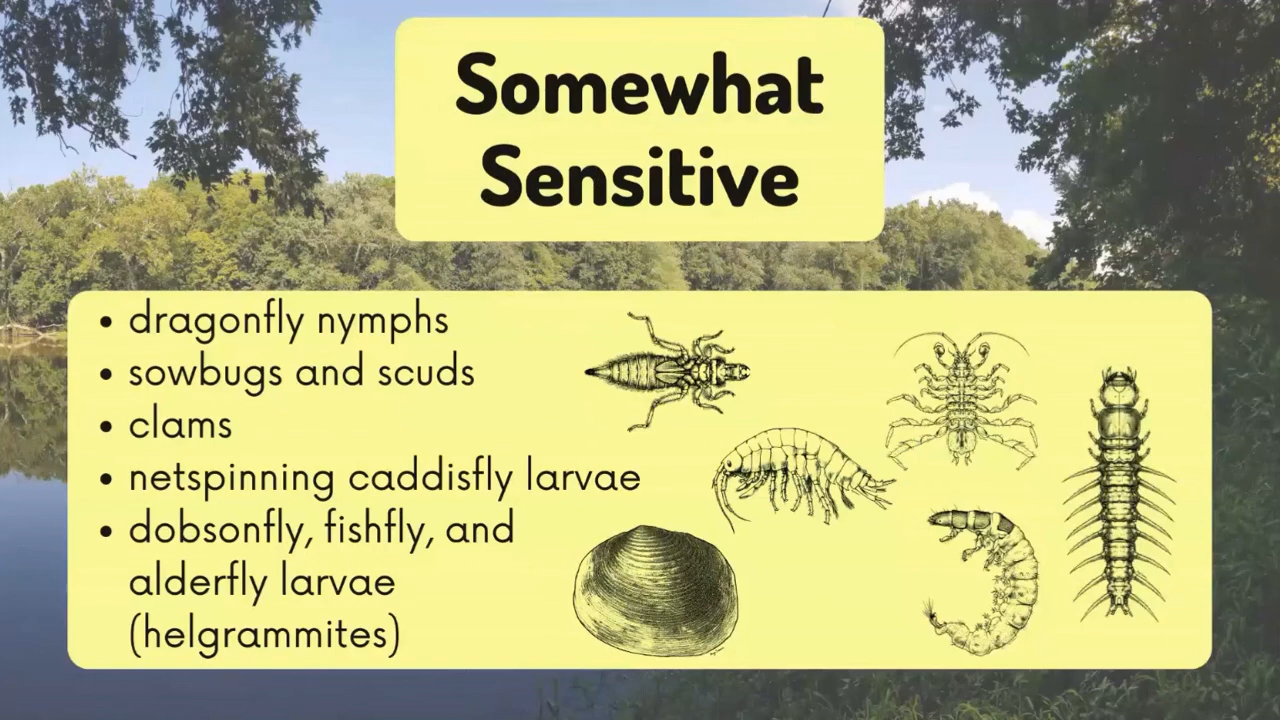 Somewhat
Sensitive
• dragonfly nymphs
• sowbugs and scuds
• clams
• netspinning caddisfly larvae
• dobsonfly, fishfly, and
alderfly larvae
(helgrammites)